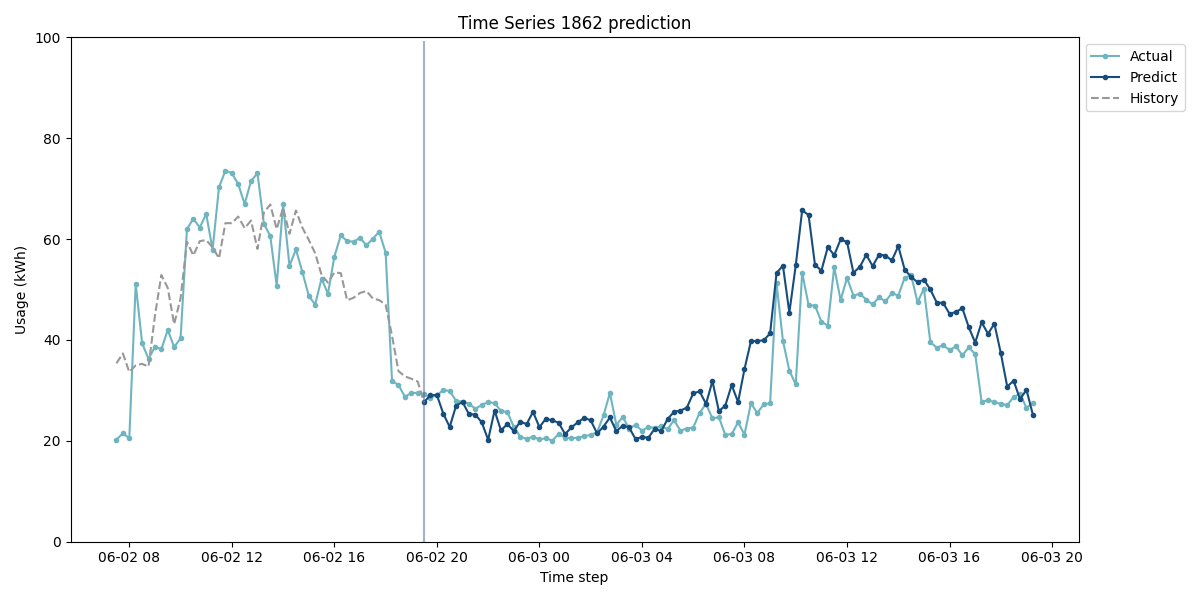 Time Series 1862 prediction
100
80
60
40
20
0
Usage (kWh)
06-02 08
06-02 12
06-02 16
06-02 20
06-03 00
06-03 04
06-03 08
06-03 12
06-03 16
06-03 20
Time step
Actual
Predict
History